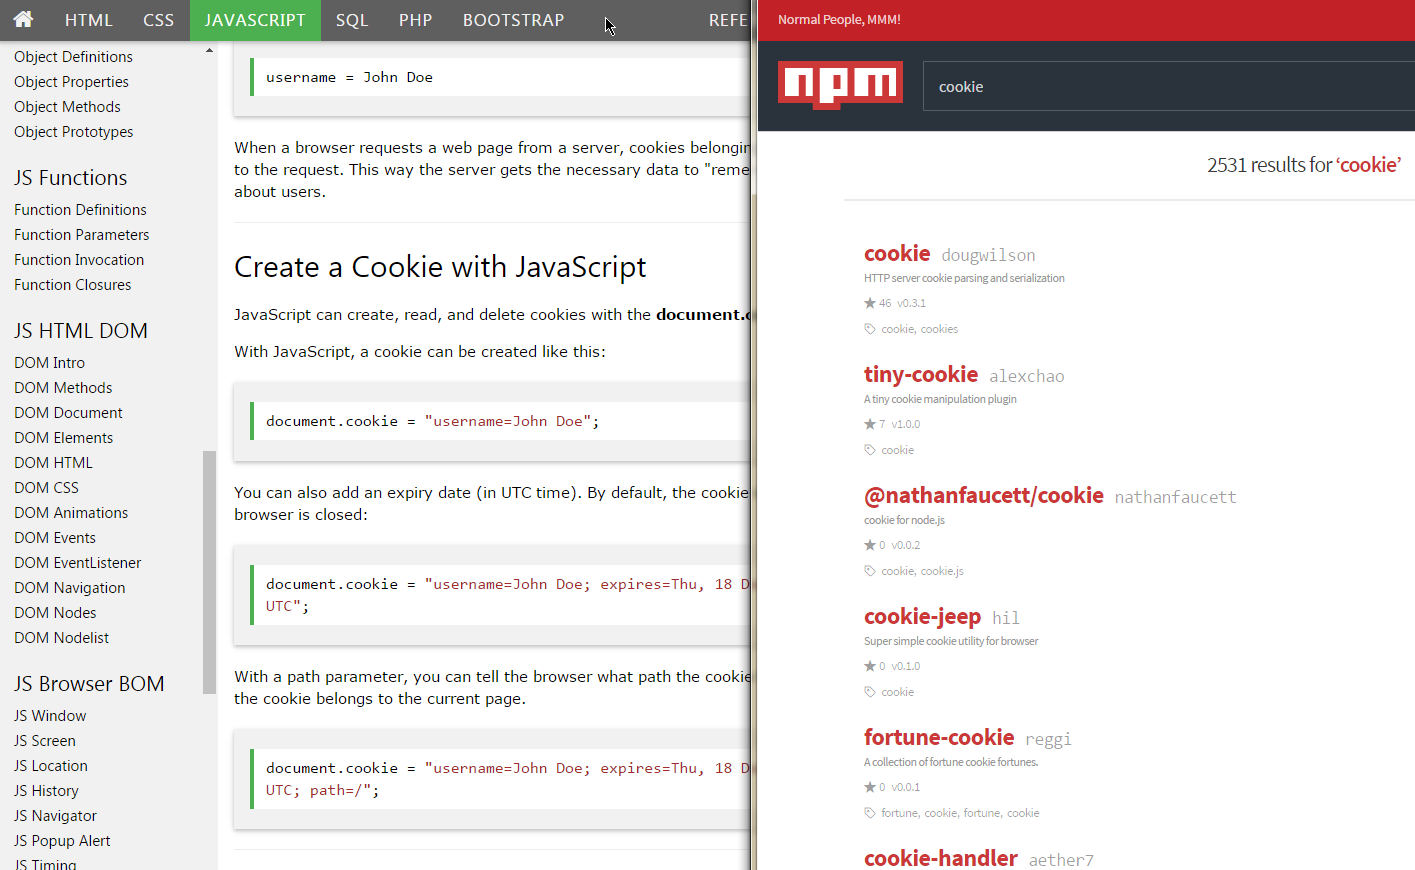 HTML CSS JAVASCRIPT SQL PHP BOOTSTRAP REFE
Object Definitions
Object Properties
Object Methods
Object Prototypes
JS Functions
Function Definitions
Function Parameters
Function Invocation
Function Closures
JS HTML DOM
DOM Intro
DOM Methods
DOM Document
DOM Elements
DOM HTML
DOM CSS
DOM Animations
DOM Events
DOM EventListener
DOM Navigation
DOM Nodes
DOM Nodelist
JS Browser BOM
JS Window
JS Screen
JS Location
JS History
JS Navigator
JS Popup Alert
JS Timing
username = John Doe
When a browser requests a web page from a server, cookies belongin
to the request. This way the server gets the necessary data to "reme
about users.
Create a Cookie with JavaScript
JavaScript can create, read, and delete cookies with the document.c
With JavaScript, a cookie can be created like this:
document.cookie = "username=John Doe";
You can also add an expiry date (in UTC time). By default, the cookie
browser is closed:
document.cookie = "username=John Doe; expires=Thu, 18 D
UTC";
With a path parameter, you can tell the browser what path the cookie
the cookie belongs to the current page.
document.cookie = "username=John Doe; expires=Thu, 18 D
UTC; path=/";
Normal People, MMM!
npm
cookie
2531 results for ‘cookie’
cookie dougwilson
HTTP server cookie parsing and serialization
★ 46 v0.3.1
cookie, cookies
tiny-cookie alexchao
A tiny cookie manipulation plugin
★ 7 v1.0.0
cookie
@nathanfaucett/cookie nathanfaucett
cookie for node.js
★ 0 v0.0.2
cookie, cookie.js
cookie-jeep hil
Super simple cookie utility for browser
★ 0 v0.1.0
cookie
fortune-cookie reggi
A collection of fortune cookie fortunes.
★ 0 v0.0.1
fortune, cookie, fortune, cookie
cookie-handler aether7